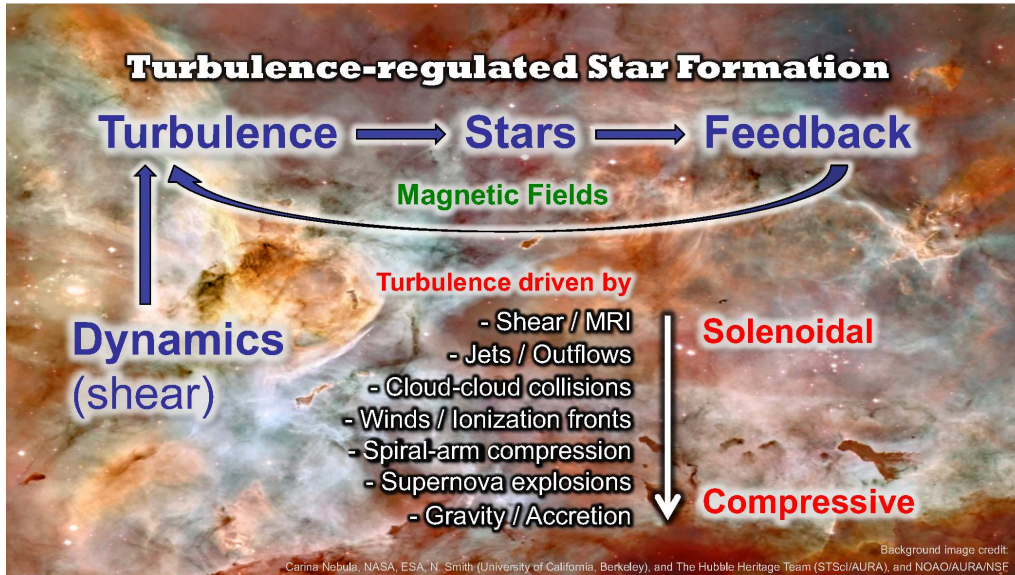 Turbulence-regulated Star Formation
Turbulence
Stars
Feedback
Magnetic Fields
Turbulence driven by
- Shear / MRI
- Jets / Outflows
- Cloud-cloud collisions
- Winds / Ionization fronts
- Spiral-arm compression
- Supernova explosions
- Gravity / Accretion
Solenoidal
Compressive
Dynamics
(shear)
Background image credit:
Carina Nebula, NASA, ESA, N. Smith (University of California, Berkeley), and The Hubble Heritage Team (STScI/AURA), and NOAO/AURA/NSF